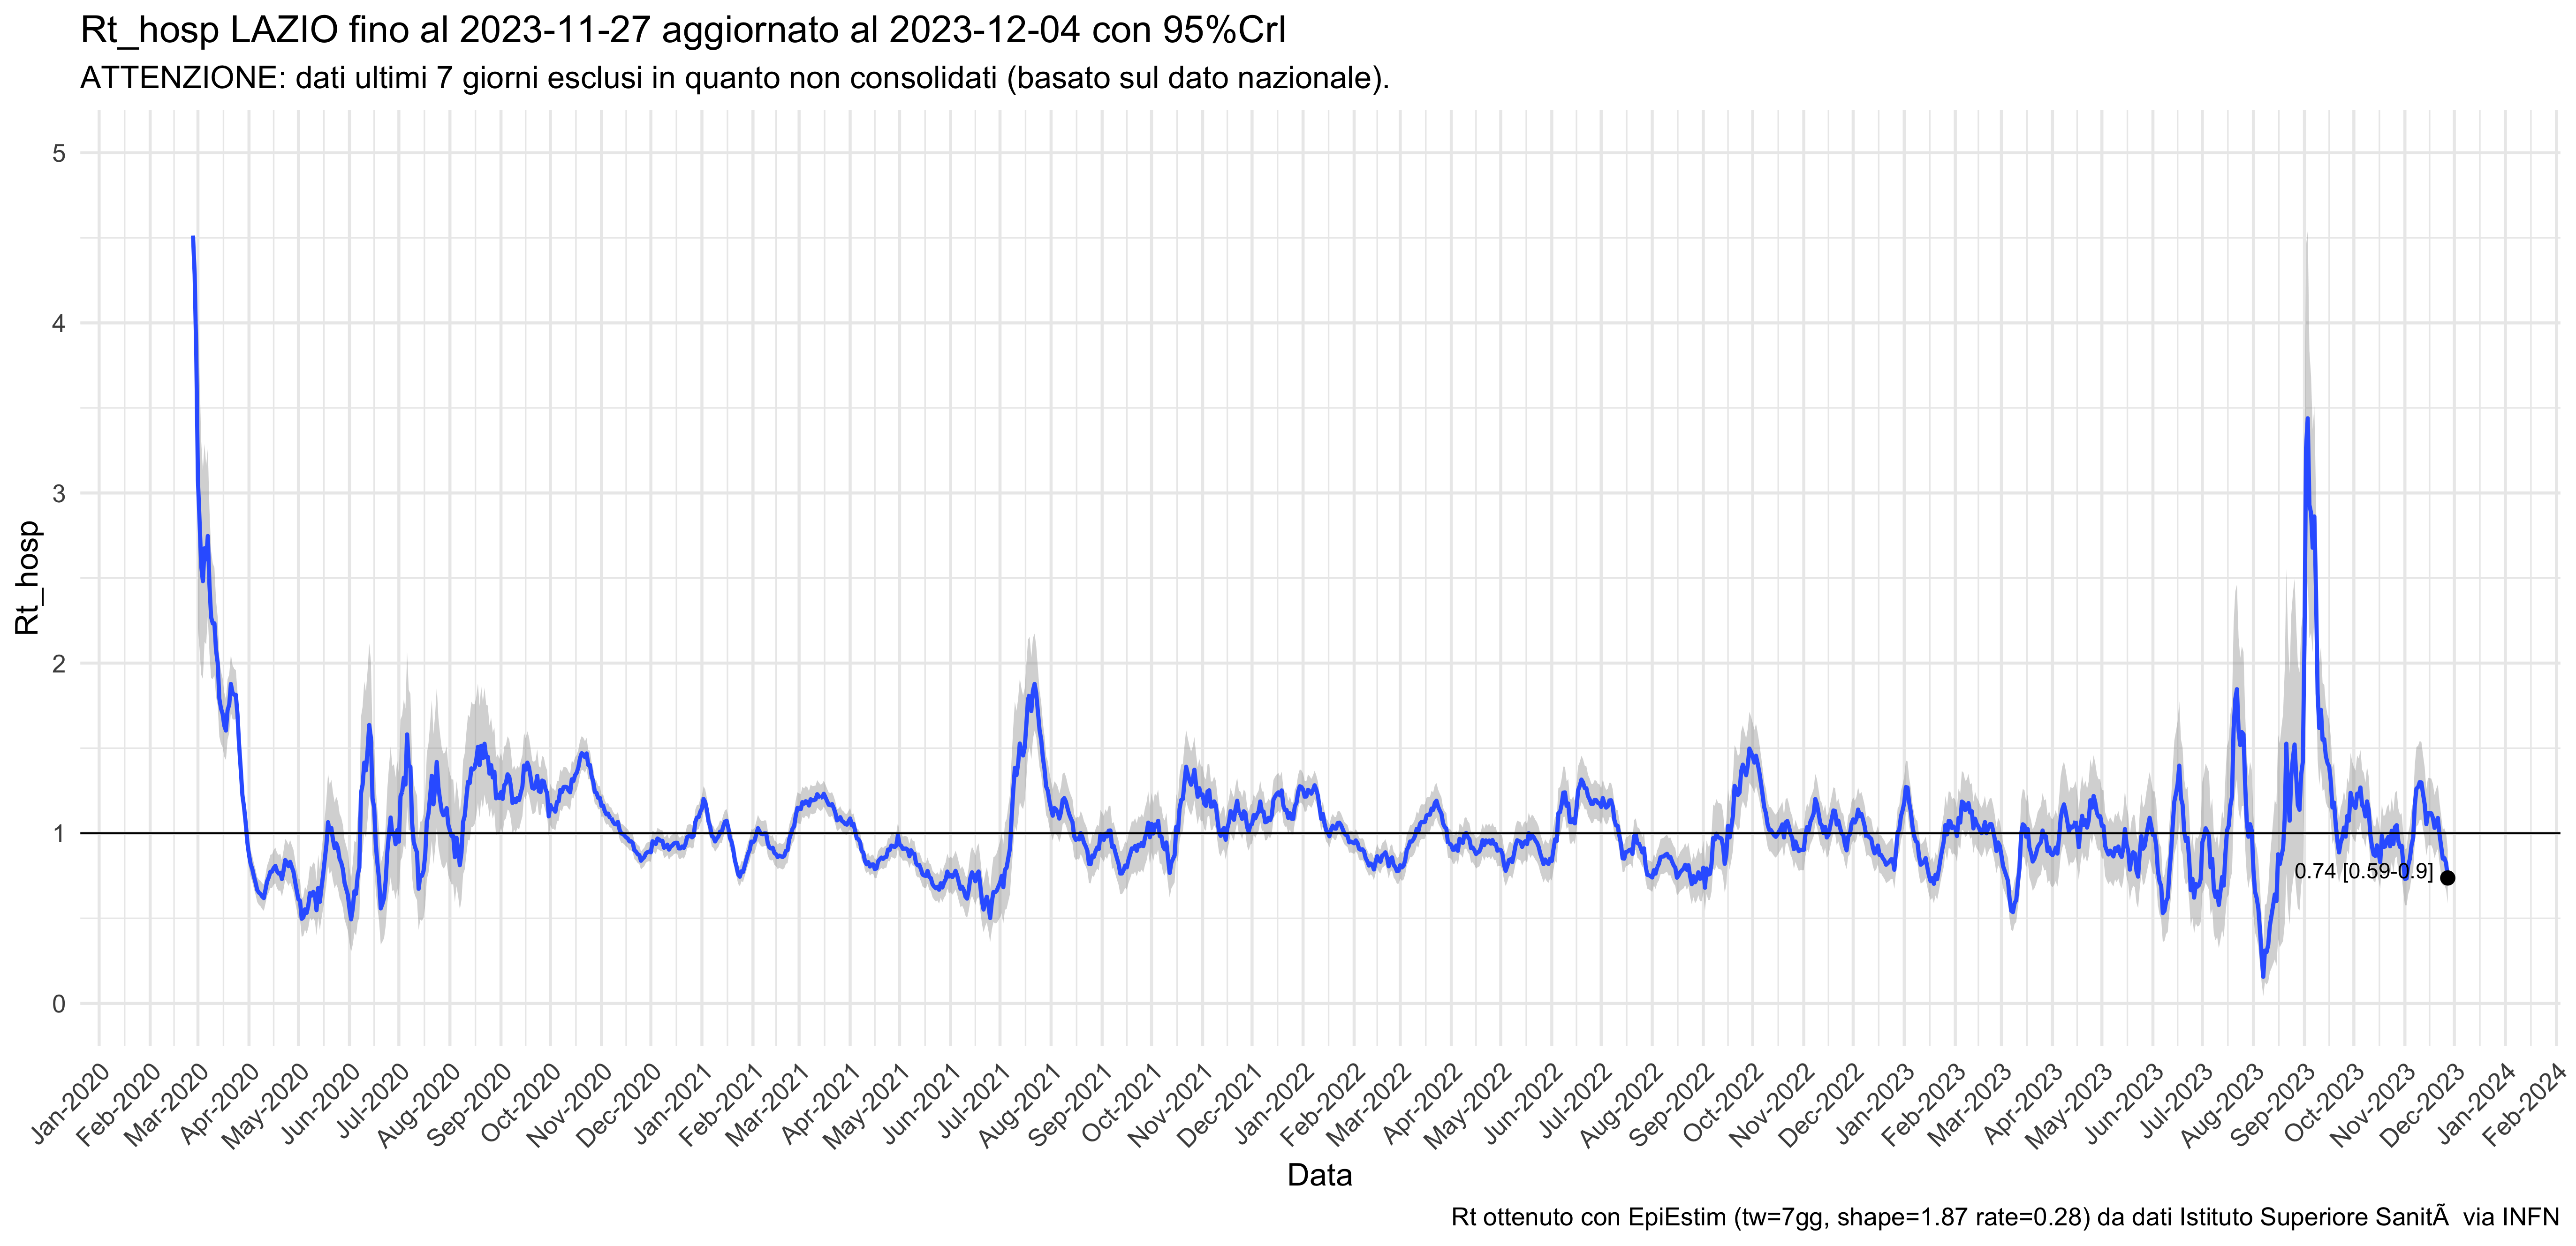 Rt_hosp LAZIO fino al 2023-11-27 aggiornato al 2023-12-04 con 95%CrI
ATTENZIONE: dati ultimi 7 giorni esclusi in quanto non consolidati (basato sul dato nazionale).
5
4
3
2
1
0
Rt_hosp
0.74 [0.59-0.9]
Jan-2020
Feb-2020
Mar-2020
Apr-2020
May-2020
Jun-2020
Jul-2020
Aug-2020
Sep-2020
Oct-2020
Nov-2020
Dec-2020
Jan-2021
Feb-2021
Mar-2021
Apr-2021
May-2021
Jun-2021
Jul-2021
Aug-2021
Sep-2021
Oct-2021
Nov-2021
Dec-2021
Jan-2022
Feb-2022
Mar-2022
Apr-2022
May-2022
Jun-2022
Jul-2022
Aug-2022
Sep-2022
Oct-2022
Nov-2022
Dec-2022
Jan-2023
Feb-2023
Mar-2023
Apr-2023
May-2023
Jun-2023
Jul-2023
Aug-2023
Sep-2023
Oct-2023
Nov-2023
Dec-2023
Jan-2024
Feb-2024
Data
Rt ottenuto con EpiEstim (tw=7gg, shape=1.87 rate=0.28) da dati Istituto Superiore SanitÃ  via INFN